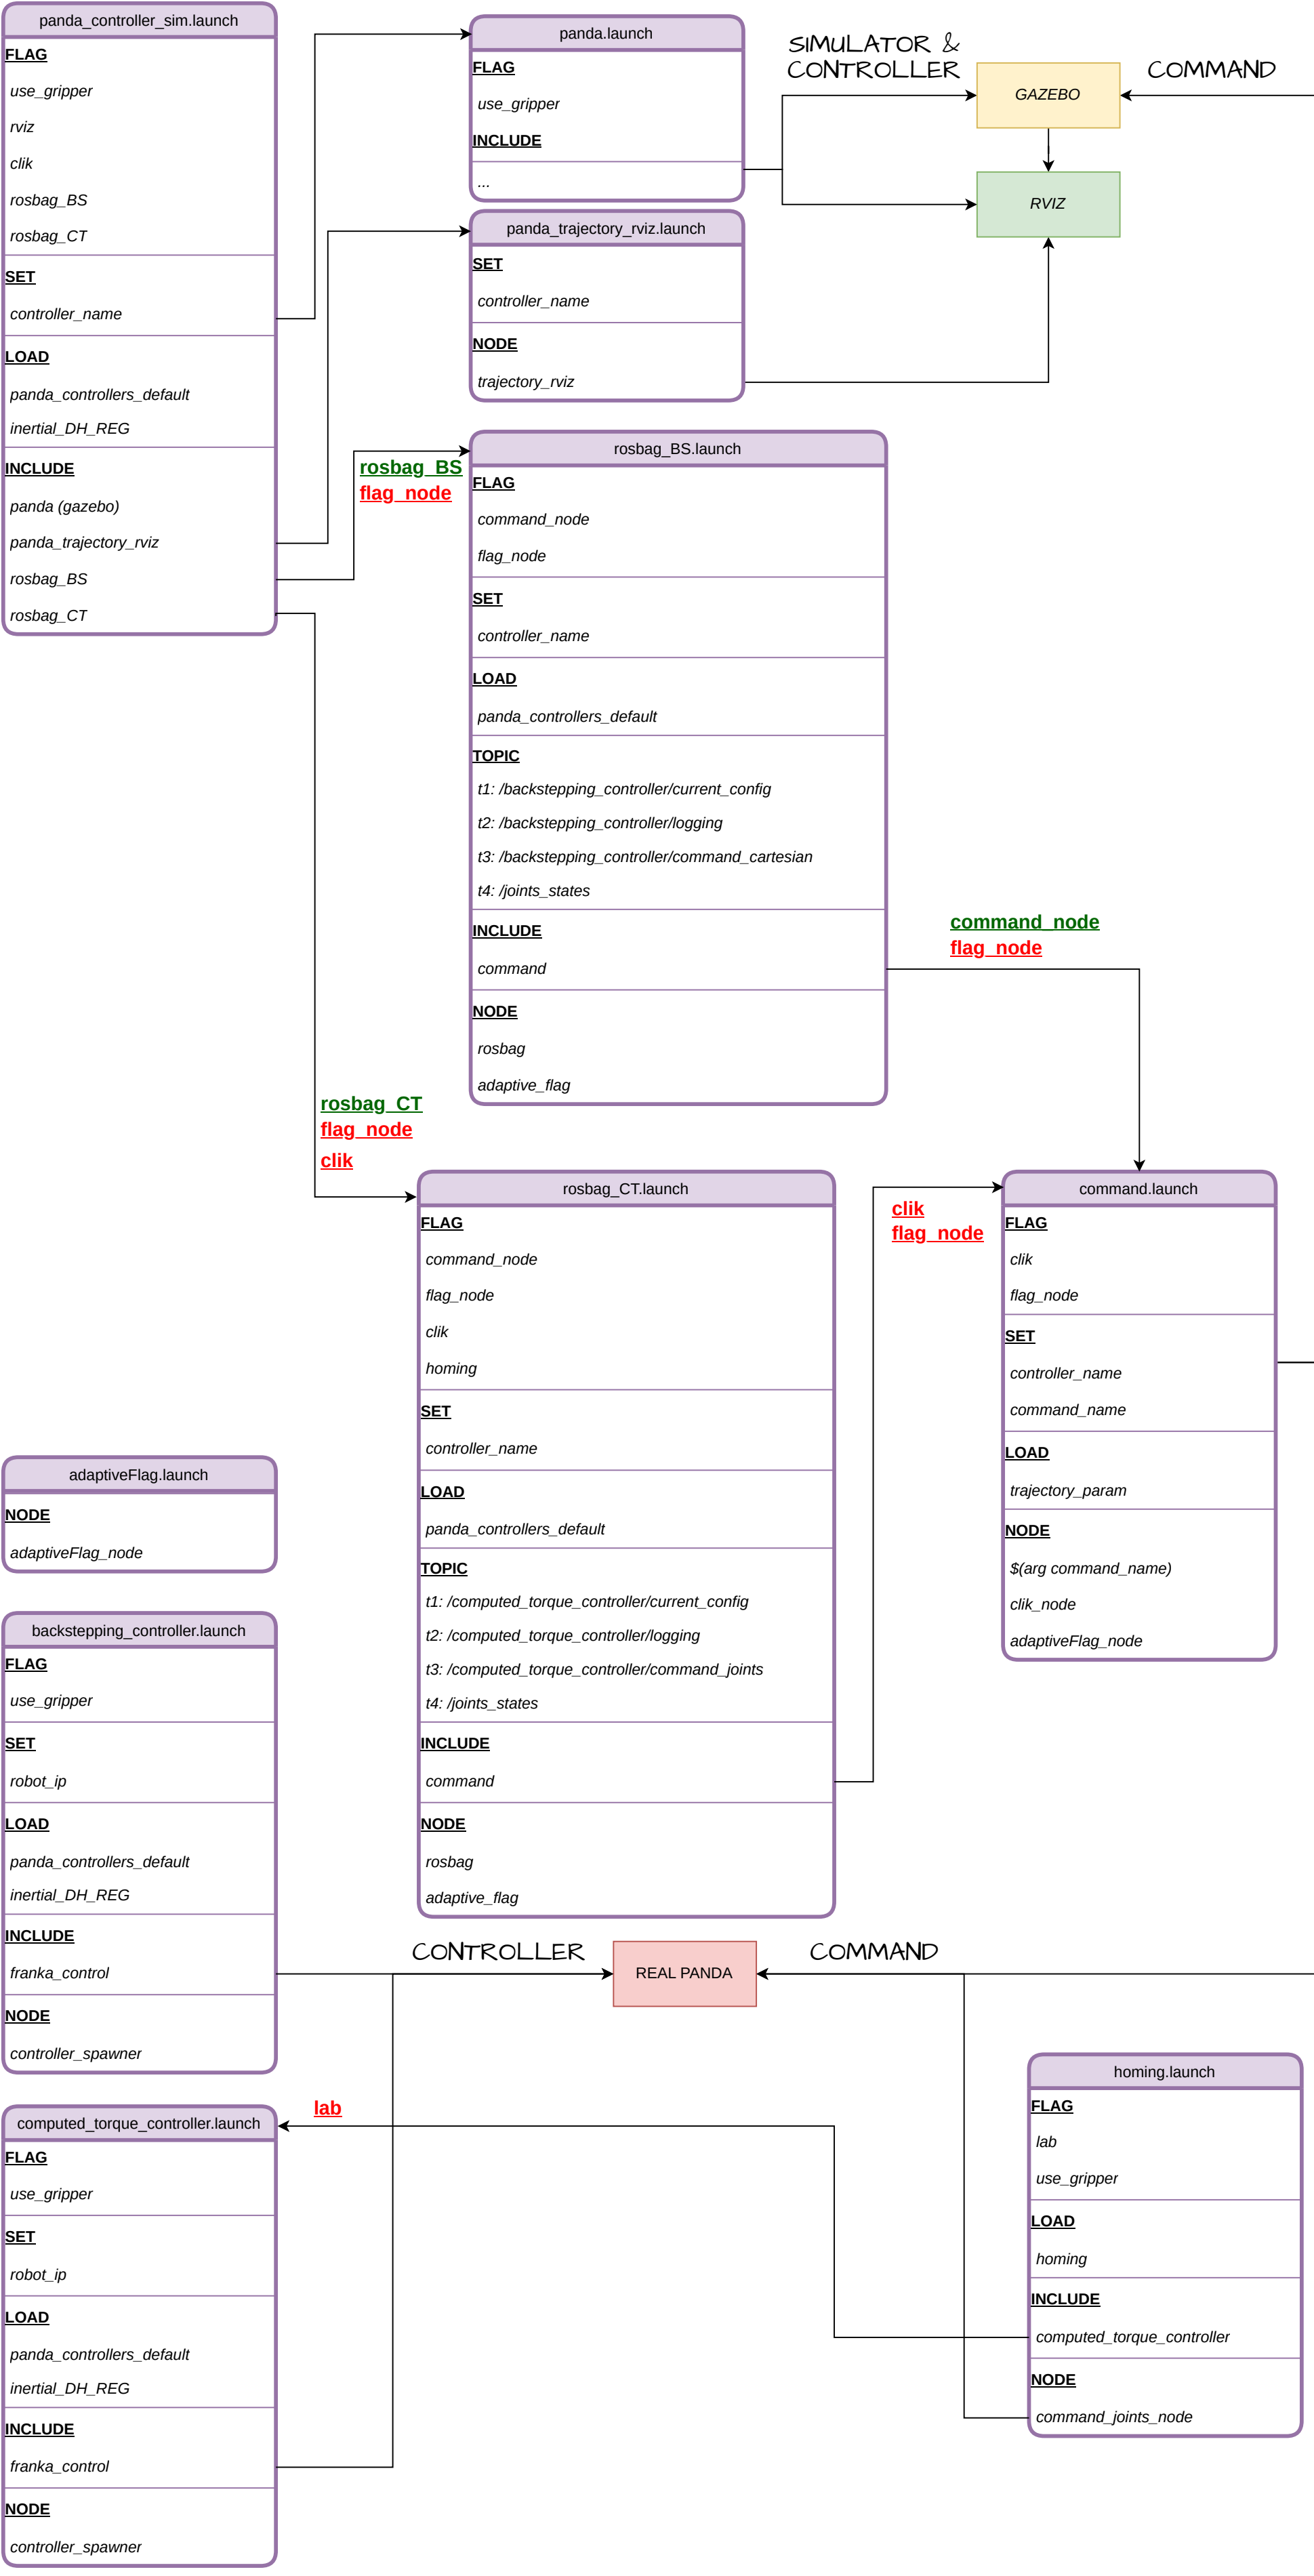 panda_controller_sim.launch
FLAG
use_gripper
rviz
clik
rosbag_BS
rosbag_CT
SET
controller_name
LOAD
panda_controllers_default
inertial_DH_REG
INCLUDE
panda (gazebo)
panda_trajectory_rviz
rosbag_BS
rosbag_CT
panda.launch
FLAG
use_gripper
INCLUDE
...
SIMULATOR &
CONTROLLER
GAZEBO
COMMAND
RVIZ
panda_trajectory_rviz.launch
SET
controller_name
NODE
trajectory_rviz
rosbag_BS
flag_node
rosbag_BS.launch
FLAG
command_node
flag_node
SET
controller_name
LOAD
panda_controllers_default
TOPIC
t1: /backstepping_controller/current_config
t2: /backstepping_controller/logging
t3: /backstepping_controller/command_cartesian
t4: /joints_states
INCLUDE
command
NODE
rosbag
adaptive_flag
command_node
flag_node
rosbag_CT
flag_node
clik
rosbag_CT.launch
FLAG
command_node
flag_node
clik
homing
SET
controller_name
LOAD
panda_controllers_default
TOPIC
t1: /computed_torque_controller/current_config
t2: /computed_torque_controller/logging
t3: /computed_torque_controller/command_joints
t4: /joints_states
INCLUDE
command
NODE
rosbag
adaptive_flag
clik
flag_node
command.launch
FLAG
clik
flag_node
SET
controller_name
command_name
LOAD
trajectory_param
NODE
$(arg command_name)
clik_node
adaptiveFlag_node
adaptiveFlag.launch
NODE
adaptiveFlag_node
backstepping_controller.launch
FLAG
use_gripper
SET
robot_ip
LOAD
panda_controllers_default
inertial_DH_REG
INCLUDE
franka_control
NODE
controller_spawner
CONTROLLER
REAL PANDA
COMMAND
lab
computed_torque_controller.launch
FLAG
use_gripper
SET
robot_ip
LOAD
panda_controllers_default
inertial_DH_REG
INCLUDE
franka_control
NODE
controller_spawner
homing.launch
FLAG
lab
use_gripper
LOAD
homing
INCLUDE
computed_torque_controller
NODE
command_joints_node